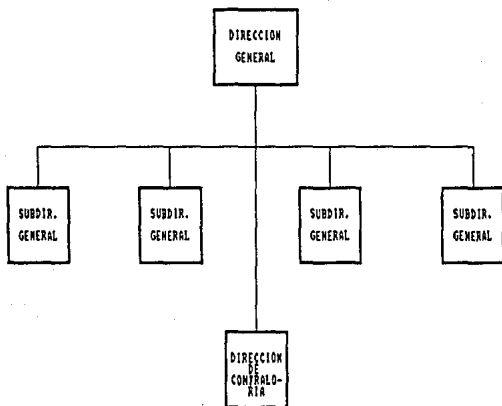 DIRECCION
GENERAL
SUBDIR.
GENERAL
SUBDIR.
GENERAL
SUBDIR.
GENERAL
SUBDIR.
GENERAL
DIRECCION
DE
CONTRALO-
RIA